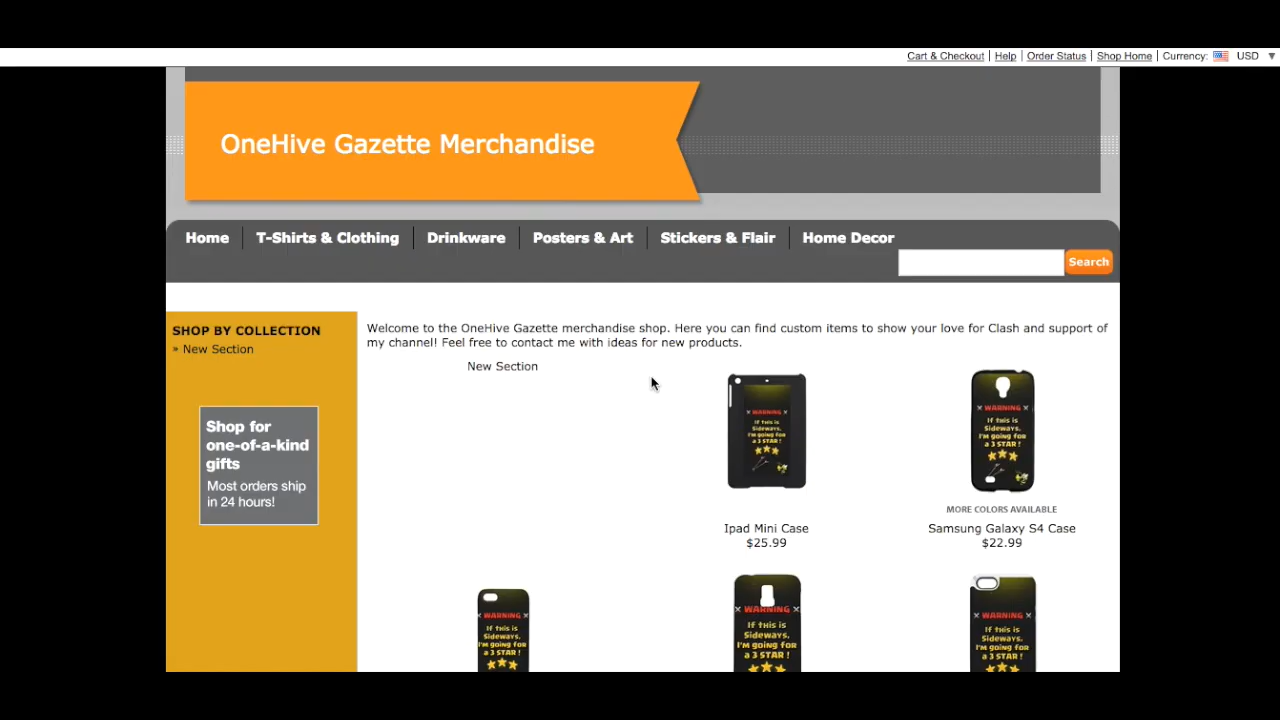 Cart & Checkout | Help | Order Status | Shop Home | Currency: USD ▼
OneHive Gazette Merchandise
Home
T-Shirts & Clothing
Drinkware
Posters & Art
Stickers & Flair
Home Decor
Search
SHOP BY COLLECTION
» New Section
Shop for
one-of-a-kind
gifts
Most orders ship
in 24 hours!
Welcome to the OneHive Gazette merchandise shop. Here you can find custom items to show your love for Clash and support of
my channel! Feel free to contact me with ideas for new products.
New Section
WARNING
If this is
Sideways,
I'm going for
a 3 STAR !
Ipad Mini Case
$25.99
WARNING
If this is
Sideways,
I'm going for
a 3 STAR !
MORE COLORS AVAILABLE
Samsung Galaxy S4 Case
$22.99
WARNING
If this is
Sideways,
I'm going for
a 3 STAR !
WARNING
If this is
Sideways,
I'm going for
a 3 STAR !
WARNING
If this is
Sideways,
I'm going for
a 3 STAR !